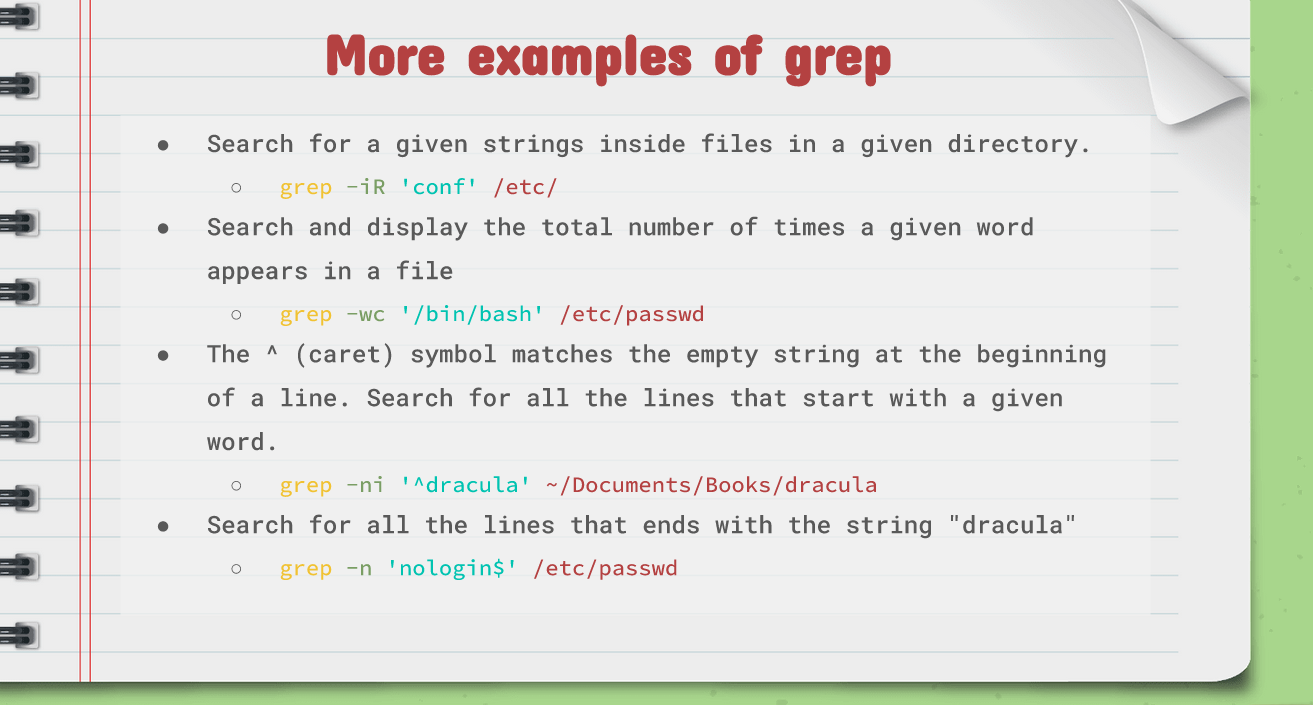 More examples of grep
● Search for a given strings inside files in a given directory.
○ grep -iR 'conf' /etc/
● Search and display the total number of times a given word
appears in a file
○ grep -wc '/bin/bash' /etc/passwd
● The ^ (caret) symbol matches the empty string at the beginning
of a line. Search for all the lines that start with a given
word.
○ grep -ni '^dracula' ~/Documents/Books/dracula
● Search for all the lines that ends with the string "dracula"
○ grep -n 'nologin$' /etc/passwd